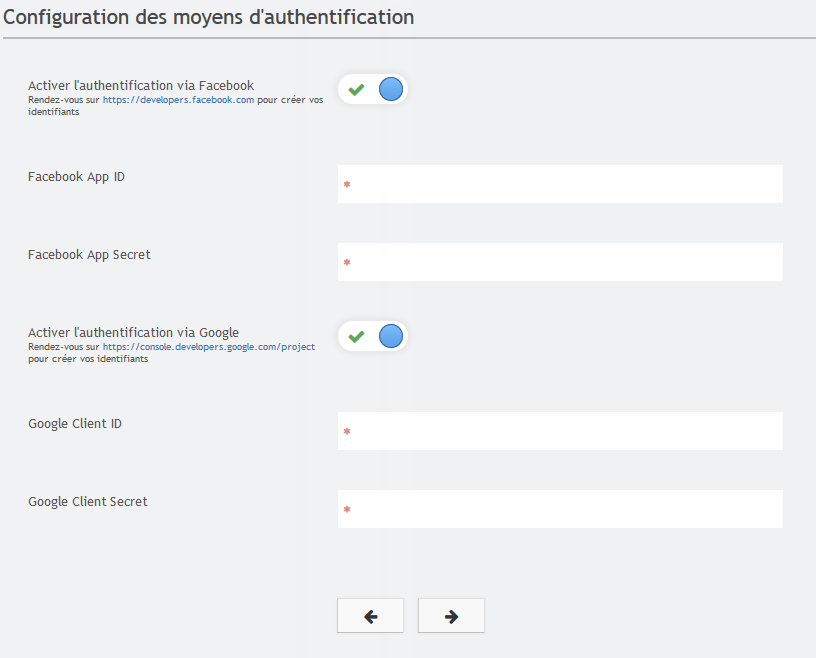 Configuration des moyens d'authentification
Activer l'authentification via Facebook
Rendez-vous sur https://developers.facebook.com pour créer vos
identifiants
Facebook App ID
*
Facebook App Secret
*
Activer l'authentification via Google
Rendez-vous sur https://console.developers.google.com/project
pour créer vos identifiants
Google Client ID
*
Google Client Secret
*